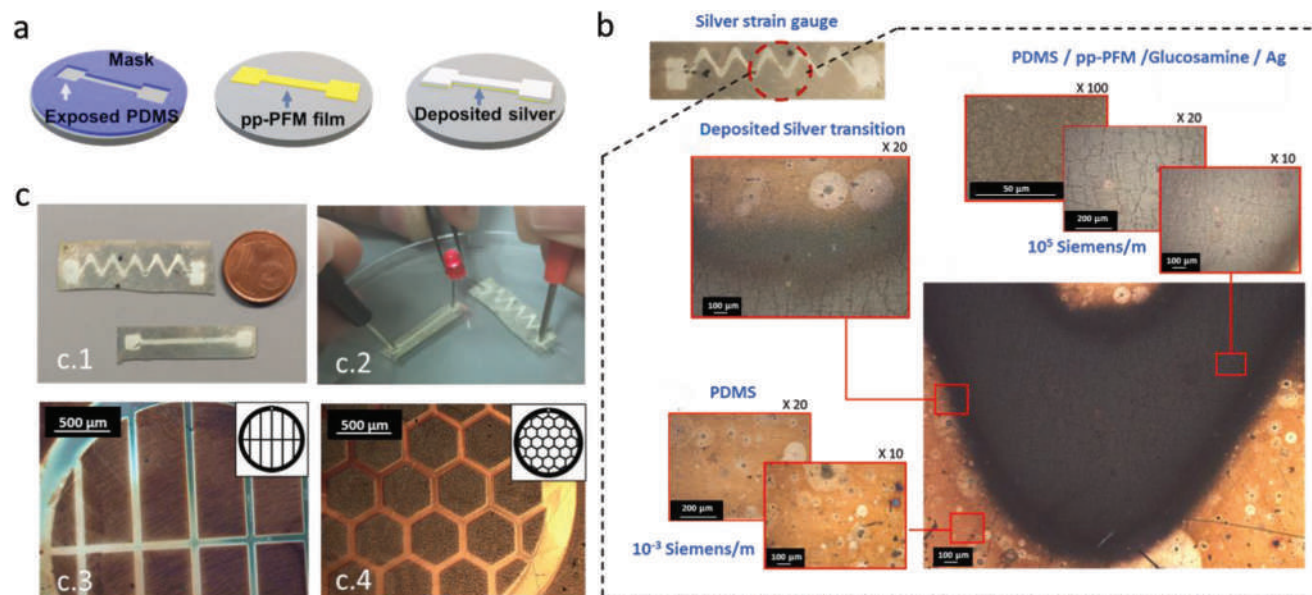 a
Mask
Exposed PDMS
pp-PFM film
Deposited silver
b
Silver strain gauge
PDMS / pp-PFM /Glucosamine / Ag
X 100
50 µm
X 20
200 µm
X 10
100 µm
10⁵ Siemens/m
Deposited Silver transition
X 20
100 µm
PDMS
X 20
200 µm
X 10
100 µm
10⁻³ Siemens/m
100 µm
c
c.1
c.2
500 µm
c.3
500 µm
c.4